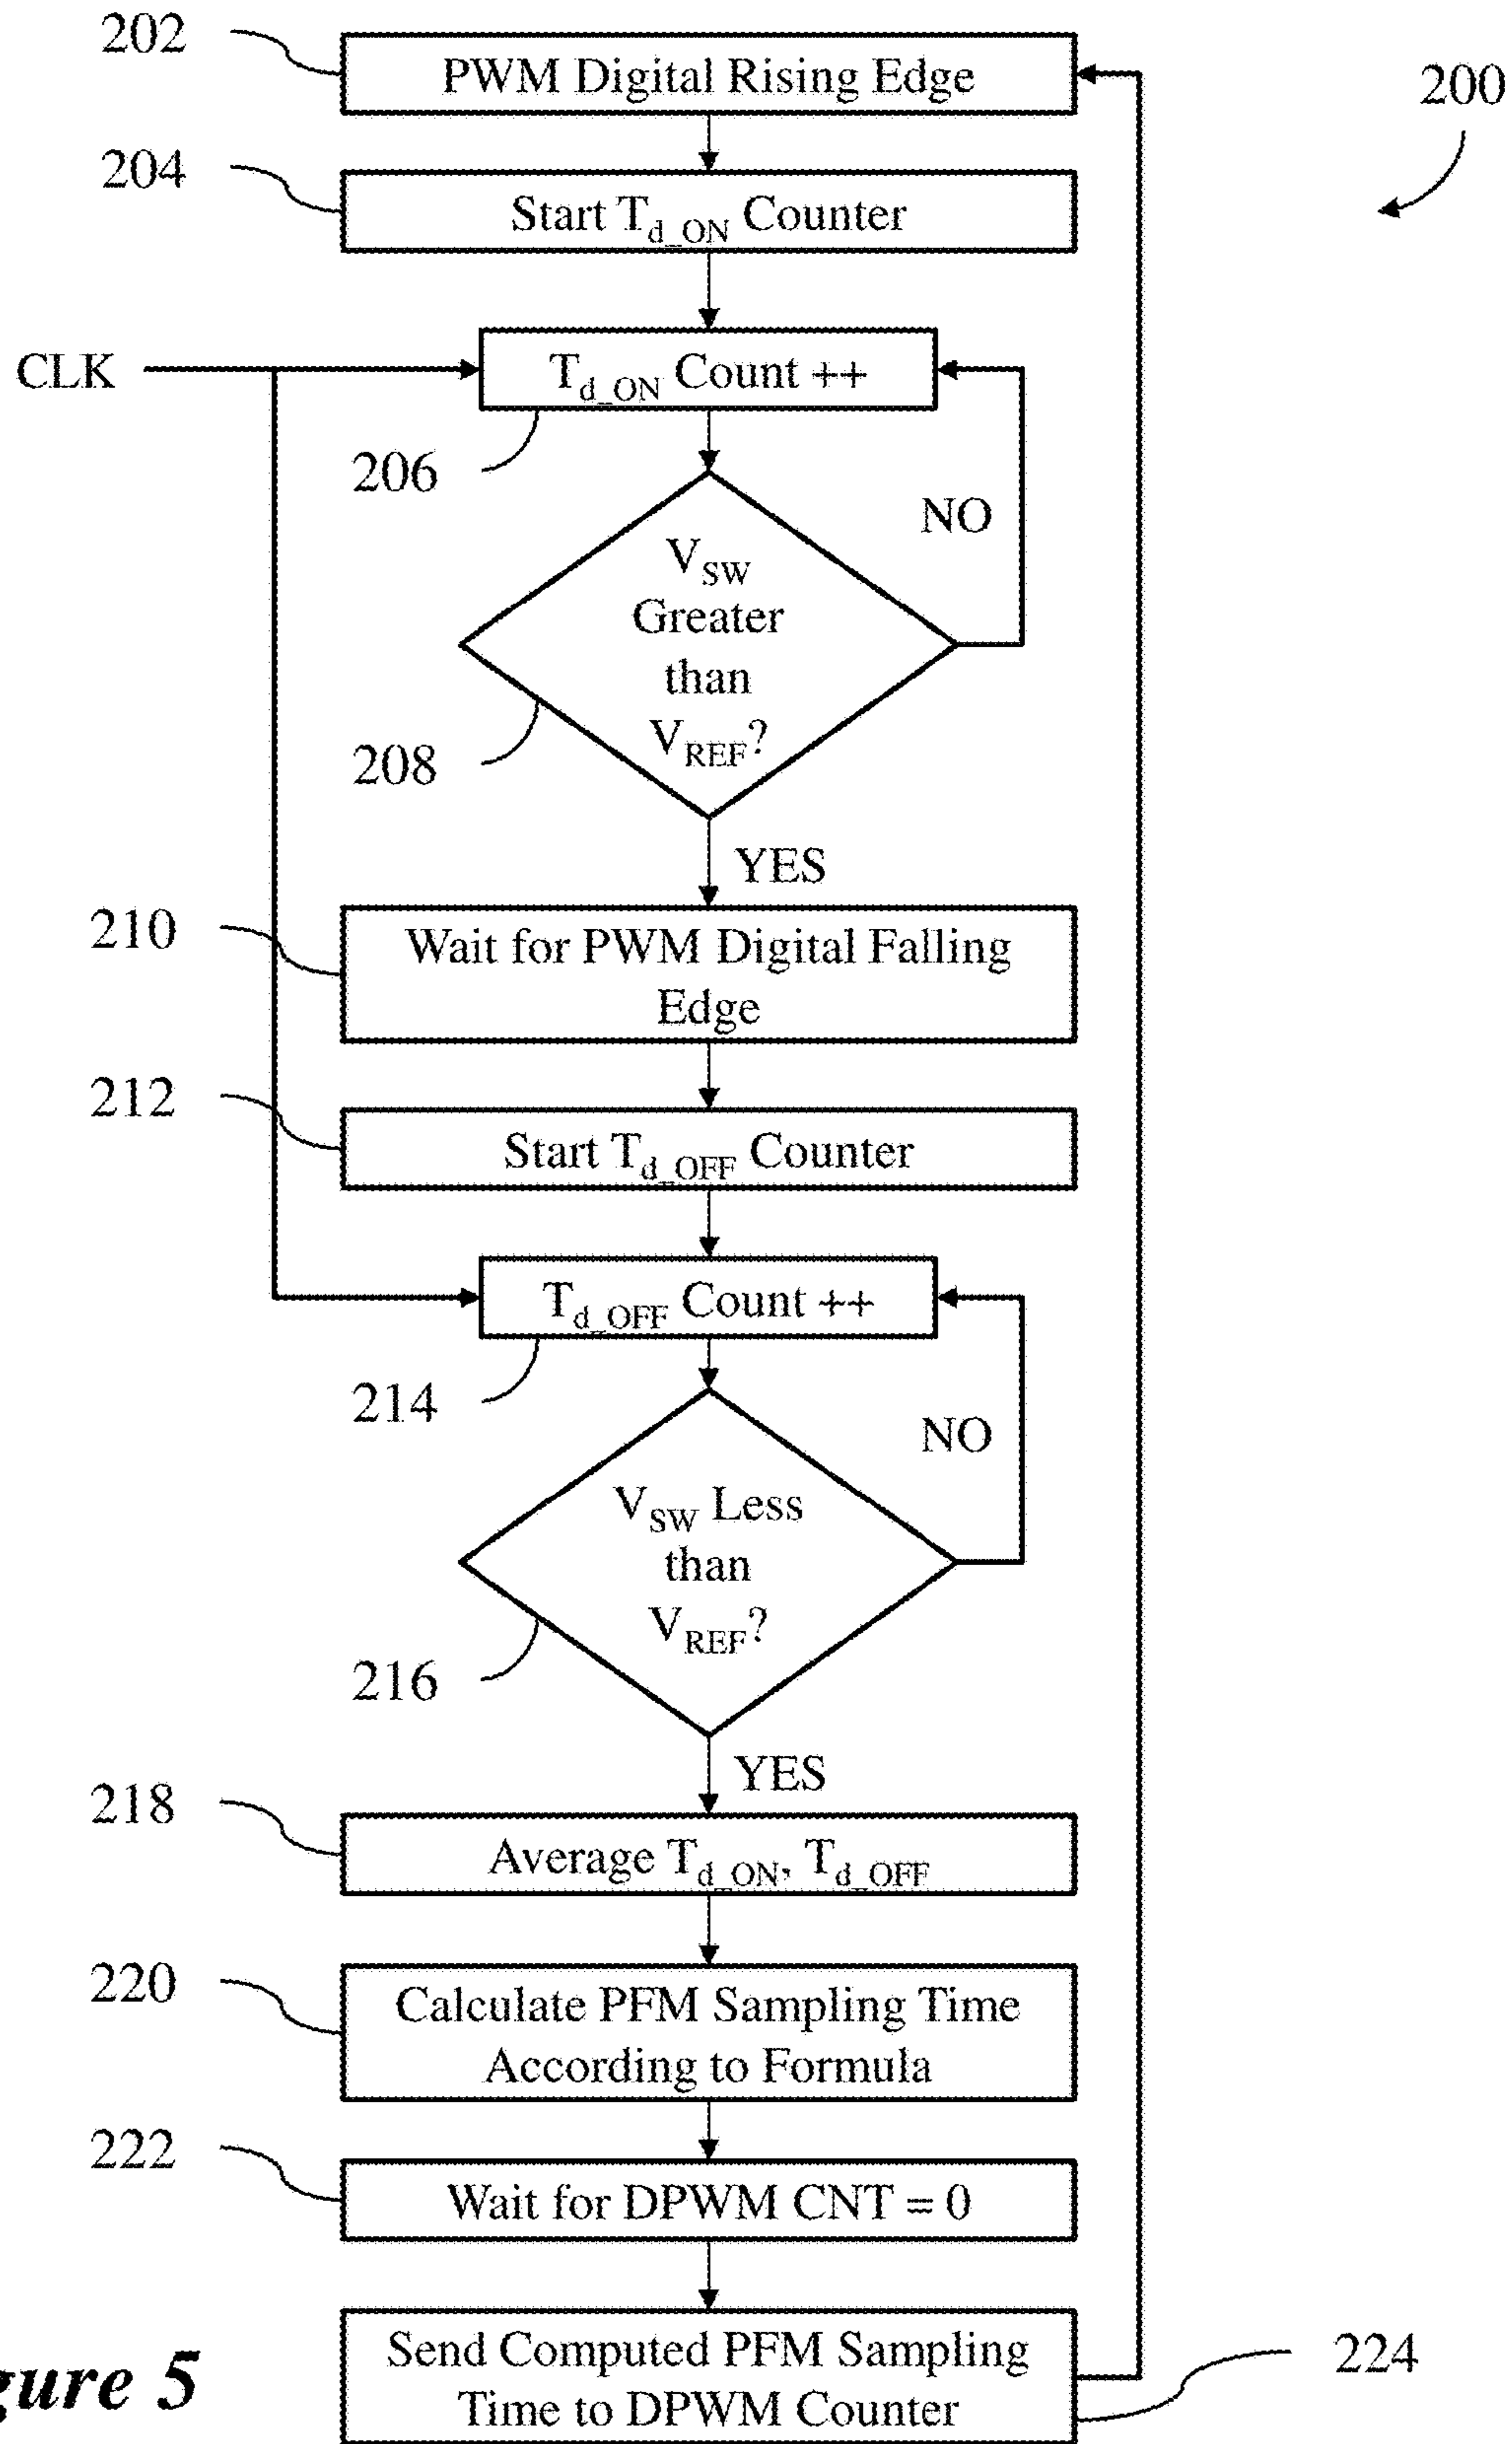 202
PWM Digital Rising Edge
200
204
Start T_d_ON Counter
CLK
T_d_ON Count ++
206
V_SW
Greater
than
V_REF?
NO
208
YES
210
Wait for PWM Digital Falling
Edge
212
Start T_d_OFF Counter
T_d_OFF Count ++
214
NO
V_SW Less
than
V_REF?
216
YES
218
Average T_d_ON, T_d_OFF
220
Calculate PFM Sampling Time
According to Formula
222
Wait for DPWM CNT = 0
Send Computed PFM Sampling
Time to DPWM Counter
224
gure 5